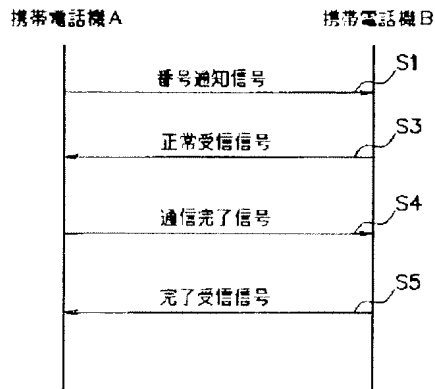 携帯電話機A
携帯電話機B
番号通知信号
S1
正常受信信号
S3
通信完了信号
S4
完了受信信号
S5